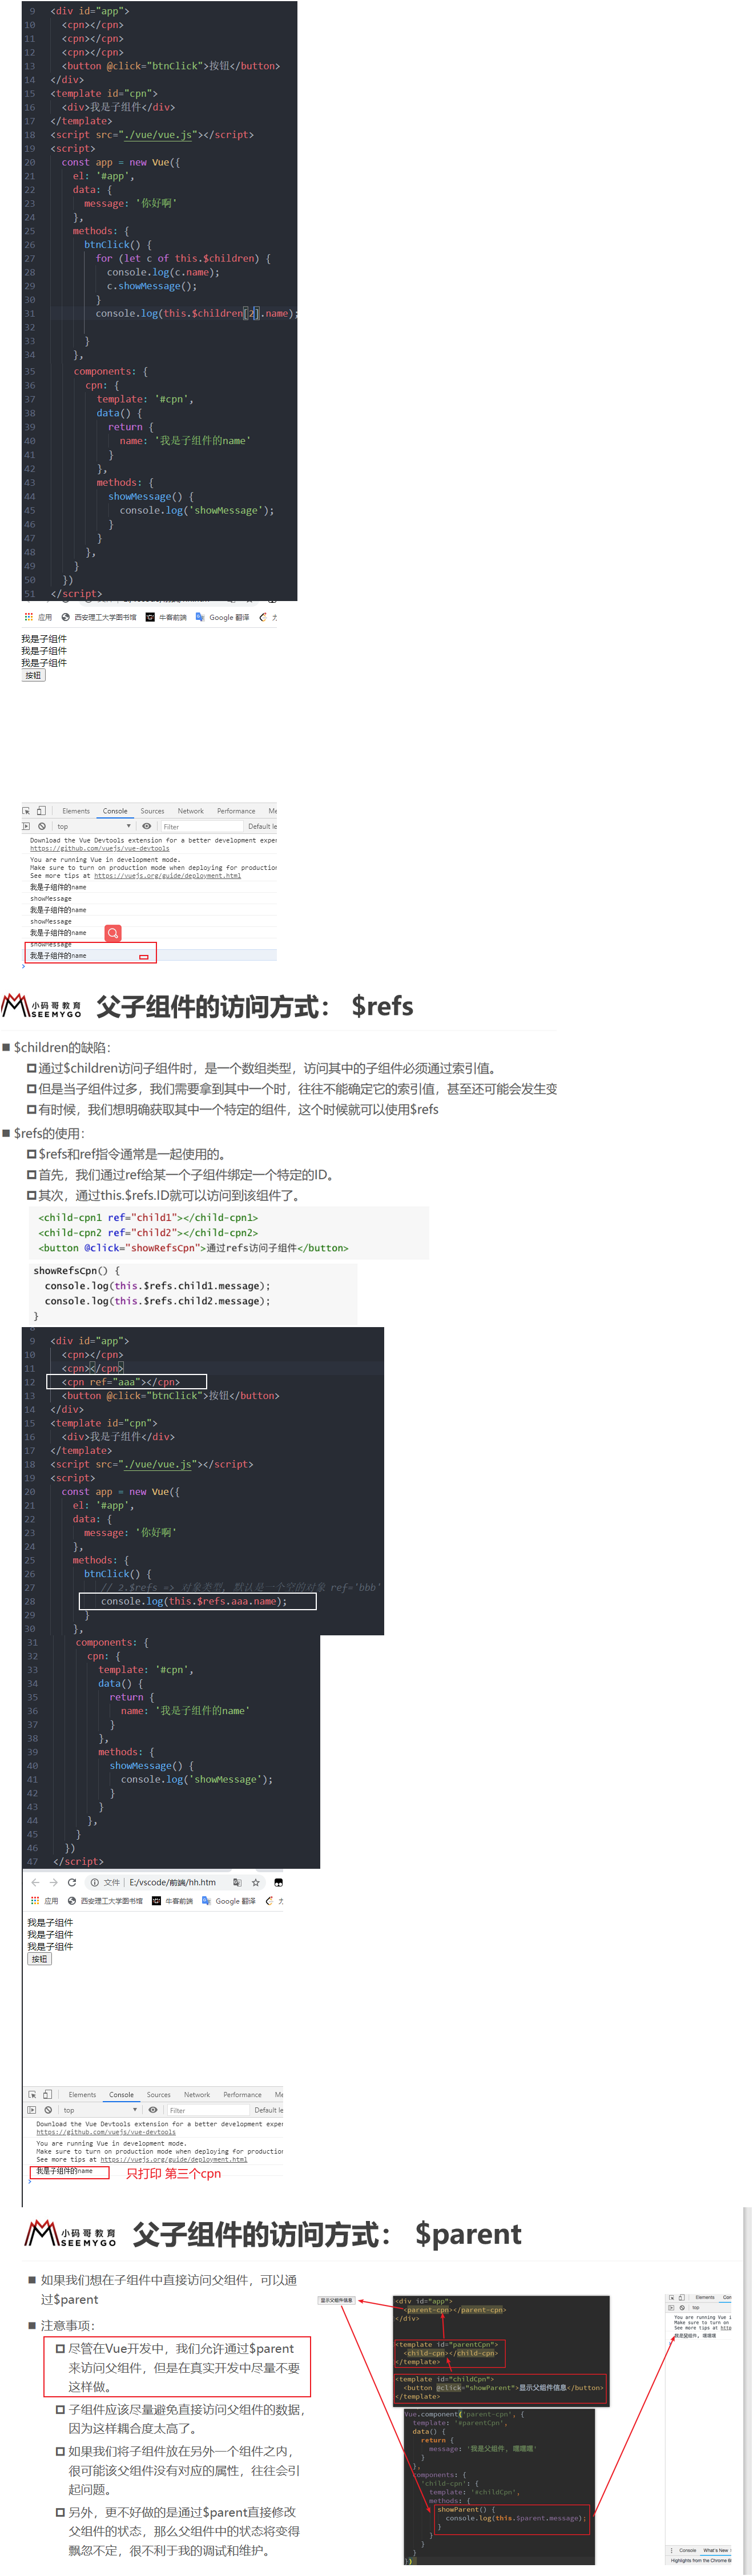 9 <div id="app">
10 <cpn></cpn>
11 <cpn></cpn>
12 <cpn></cpn>
13 <button @click="btnClick">按钮</button>
14 </div>
15 <template id="cpn">
16 <div>我是子组件</div>
17 </template>
18 <script src="./vue/vue.js"></script>
19 <script>
20 const app = new Vue({
21 el: '#app',
22 data: {
23 message: '你好啊'
24 },
25 methods: {
26 btnClick() {
27 for (let c of this.$children) {
28 console.log(c.name);
29 c.showMessage();
30 }
31 console.log(this.$children[2].name);
32
33 }
34 },
35 components: {
36 cpn: {
37 template: '#cpn',
38 data() {
39 return {
40 name: '我是子组件的name'
41 }
42 },
43 methods: {
44 showMessage() {
45 console.log('showMessage');
46 }
47 }
48 },
49 }
50 })
51 </script>
应用 西安理工大学图书馆 牛客前端 Google 翻译
我是子组件
我是子组件
我是子组件
按钮
Elements Console Sources Network Performance Me
top Filter Default le
Download the Vue Devtools extension for a better development exper
https://github.com/vuejs/vue-devtools
You are running Vue in development mode.
Make sure to turn on production mode when deploying for production
See more tips at https://vuejs.org/guide/deployment.html
我是子组件的name
showMessage
我是子组件的name
showMessage
我是子组件的name
showMessage
我是子组件的name
小码哥教育
SEEMYGO
父子组件的访问方式： $refs
$children的缺陷：
通过$children访问子组件时，是一个数组类型，访问其中的子组件必须通过索引值。
但是当子组件过多，我们需要拿到其中一个时，往往不能确定它的索引值，甚至还可能会发生变
有时候，我们想明确获取其中一个特定的组件，这个时候就可以使用$refs
$refs的使用：
$refs和ref指令通常是一起使用的。
首先，我们通过ref给某一个子组件绑定一个特定的ID。
其次，通过this.$refs.ID就可以访问到该组件了。
<child-cpn1 ref="child1"></child-cpn1>
<child-cpn2 ref="child2"></child-cpn2>
<button @click="showRefsCpn">通过refs访问子组件</button>
showRefsCpn() {
console.log(this.$refs.child1.message);
console.log(this.$refs.child2.message);
}
9 <div id="app">
10 <cpn></cpn>
11 <cpn></cpn>
12 <cpn ref="aaa"></cpn>
13 <button @click="btnClick">按钮</button>
14 </div>
15 <template id="cpn">
16 <div>我是子组件</div>
17 </template>
18 <script src="./vue/vue.js"></script>
19 <script>
20 const app = new Vue({
21 el: '#app',
22 data: {
23 message: '你好啊'
24 },
25 methods: {
26 btnClick() {
27 // 2.$refs => 对象类型, 默认是一个空的对象 ref='bbb'
28 console.log(this.$refs.aaa.name);
29 }
30 },
31 components: {
32 cpn: {
33 template: '#cpn',
34 data() {
35 return {
36 name: '我是子组件的name'
37 }
38 },
39 methods: {
40 showMessage() {
41 console.log('showMessage');
42 }
43 }
44 },
45 }
46 })
47 </script>
文件 | E:/vscode/前端/hh.htm
应用 西安理工大学图书馆 牛客前端 Google 翻译
我是子组件
我是子组件
我是子组件
按钮
Elements Console Sources Network Performance Me
top Filter Default le
Download the Vue Devtools extension for a better development exper
https://github.com/vuejs/vue-devtools
You are running Vue in development mode.
Make sure to turn on production mode when deploying for production
See more tips at https://vuejs.org/guide/deployment.html
我是子组件的name 只打印 第三个cpn
小码哥教育
SEEMYGO
父子组件的访问方式： $parent
如果我们想在子组件中直接访问父组件，可以通
过$parent
注意事项：
尽管在Vue开发中，我们允许通过$parent
来访问父组件，但是在真实开发中尽量不要
这样做。
子组件应该尽量避免直接访问父组件的数据，
因为这样耦合度太高了。
如果我们将子组件放在另外一个组件之内，
很可能该父组件没有对应的属性，往往会引
起问题。
另外，更不好做的是通过$parent直接修改
父组件的状态，那么父组件中的状态将变得
飘忽不定，很不利于我的调试和维护。
显示父组件信息
<div id="app">
<parent-cpn></parent-cpn>
</div>
<template id="parentCpn">
<child-cpn></child-cpn>
</template>
<template id="childCpn">
<button @click="showParent">显示父组件信息</button>
</template>
Vue.component('parent-cpn', {
template: '#parentCpn',
data() {
return {
message: '我是父组件, 嘿嘿嘿'
}
},
components: {
'child-cpn': {
template: '#childCpn',
methods: {
showParent() {
console.log(this.$parent.message);
}
}
}
}
})
Elements Con
top
You are running Vue i
Make sure to turn on
See more tips at http
我是父组件, 嘿嘿嘿
Console What's New
Highlights from the Chrome 8